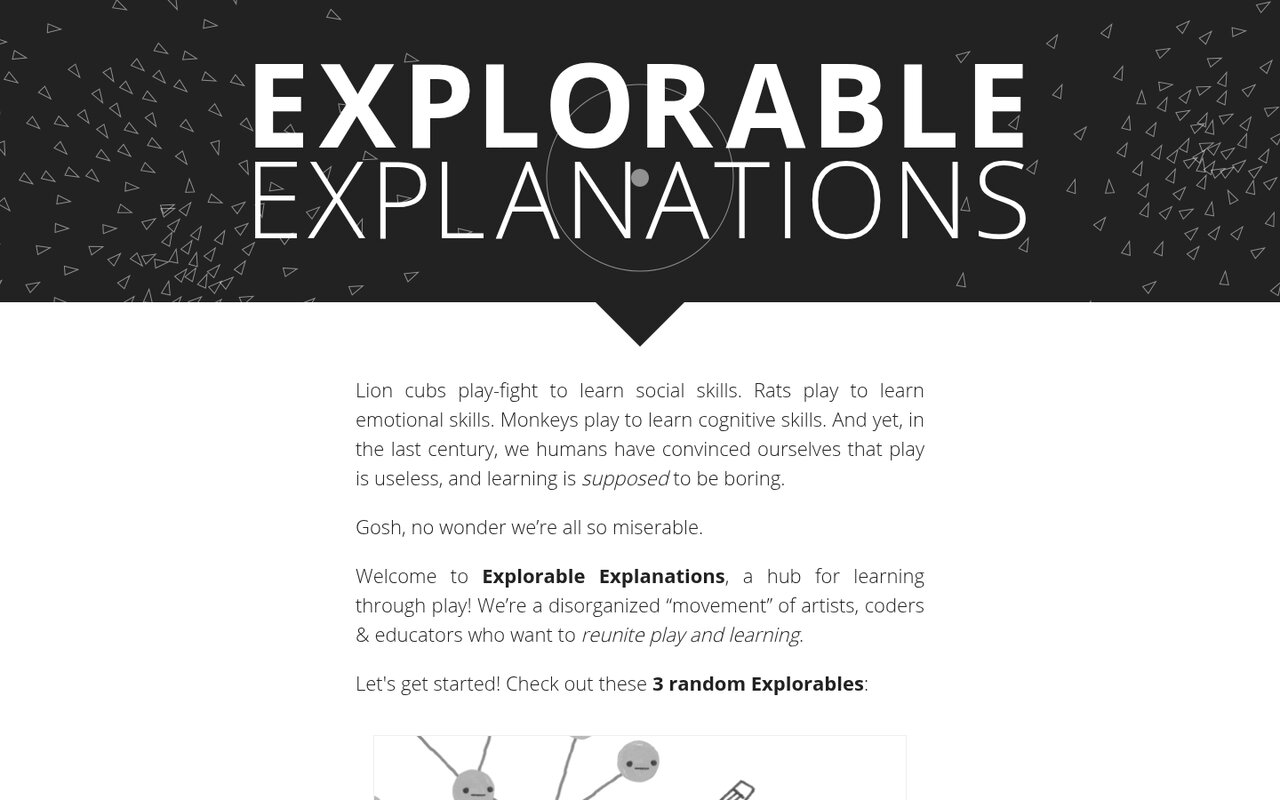 EXPLORABLE
EXPLANATIONS
Lion cubs play-fight to learn social skills. Rats play to learn
emotional skills. Monkeys play to learn cognitive skills. And yet, in
the last century, we humans have convinced ourselves that play
is useless, and learning is supposed to be boring.
Gosh, no wonder we’re all so miserable.
Welcome to Explorable Explanations, a hub for learning
through play! We’re a disorganized “movement” of artists, coders
& educators who want to reunite play and learning.
Let's get started! Check out these 3 random Explorables: